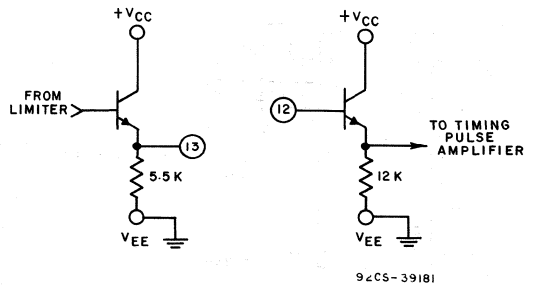 +VCC
FROM
LIMITER
13
5.5K
VEE
+VCC
12
TO TIMING
PULSE
AMPLIFIER
12K
VEE
92CS-39181